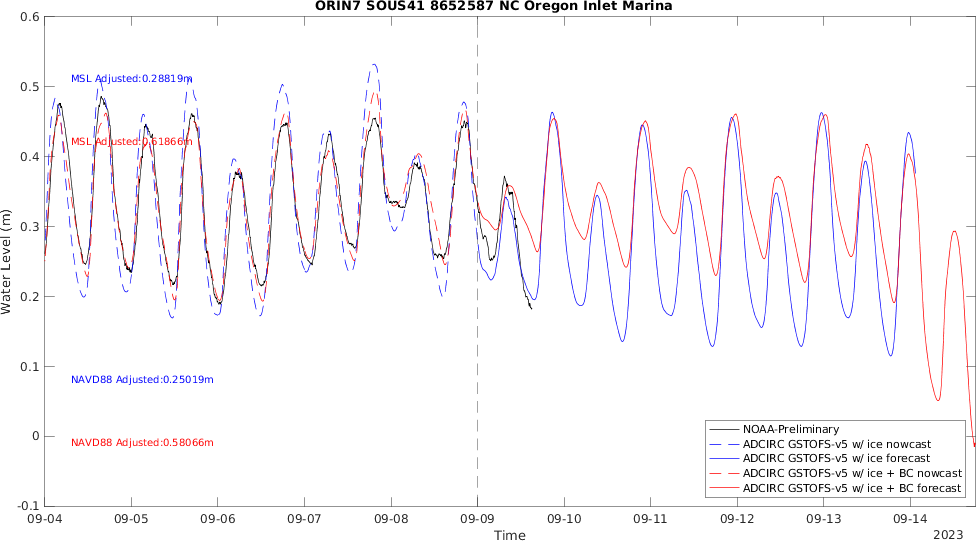 ORIN7 SOUS41 8652587 NC Oregon Inlet Marina
0.6
0.5
0.4
0.3
0.2
0.1
0
-0.1
Water Level (m)
MSL Adjusted:0.28819m
MSL Adjusted:0.61866m
NAVD88 Adjusted:0.25019m
NAVD88 Adjusted:0.58066m
NOAA-Preliminary
ADCIRC GSTOFS-v5 w/ ice nowcast
ADCIRC GSTOFS-v5 w/ ice forecast
ADCIRC GSTOFS-v5 w/ ice + BC nowcast
ADCIRC GSTOFS-v5 w/ ice + BC forecast
09-04 09-05 09-06 09-07 09-08 09-09 09-10 09-11 09-12 09-13 09-14
Time
2023